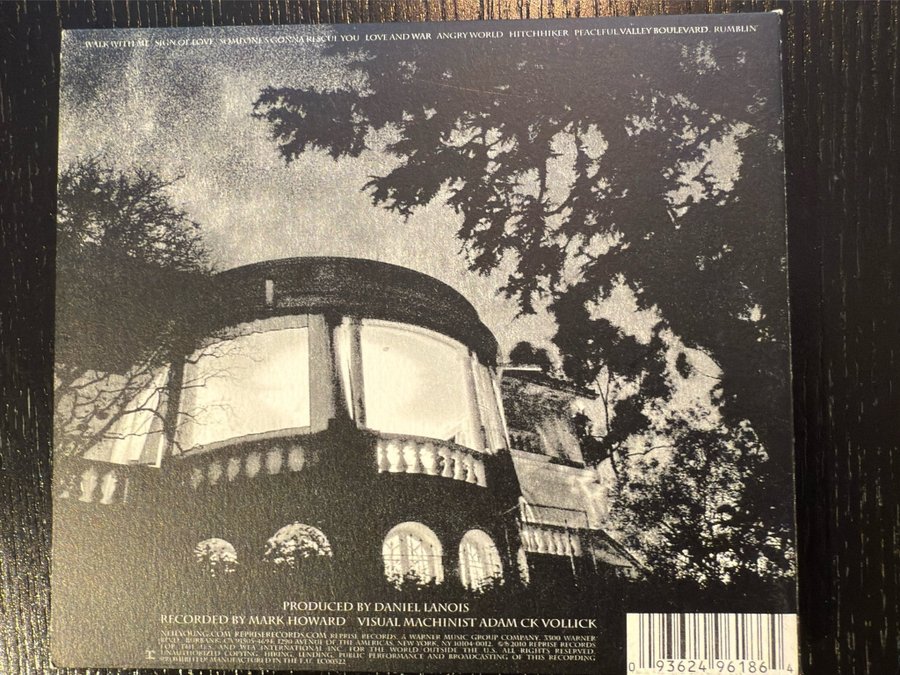 WALK WITH ME SIGN OF LOVE SOMEONE'S GONNA RESCUE YOU LOVE AND WAR ANGRY WORLD HITCHHIKER PEACEFUL VALLEY BOULEVARD RUMBLIN'
PRODUCED BY DANIEL LANOIS
RECORDED BY MARK HOWARD VISUAL MACHINIST ADAM CK VOLLICK
NEILYOUNG.COM REPRISERECORDS.COM REPRISE RECORDS, A WARNER MUSIC GROUP COMPANY, 3300 WARNER
BLVD., BURBANK, CA 91505-4694, 1290 AVENUE OF THE AMERICAS, NEW YORK, NY 10104-0012. ©℗2010 REPRISE RECORDS
FOR THE U.S. AND WEA INTERNATIONAL INC. FOR THE WORLD OUTSIDE THE U.S. ALL RIGHTS RESERVED.
UNAUTHORIZED COPYING, HIRING, LENDING, PUBLIC PERFORMANCE AND BROADCASTING OF THIS RECORDING
PROHIBITED. MANUFACTURED IN THE E.U.
0 93624 96186 4